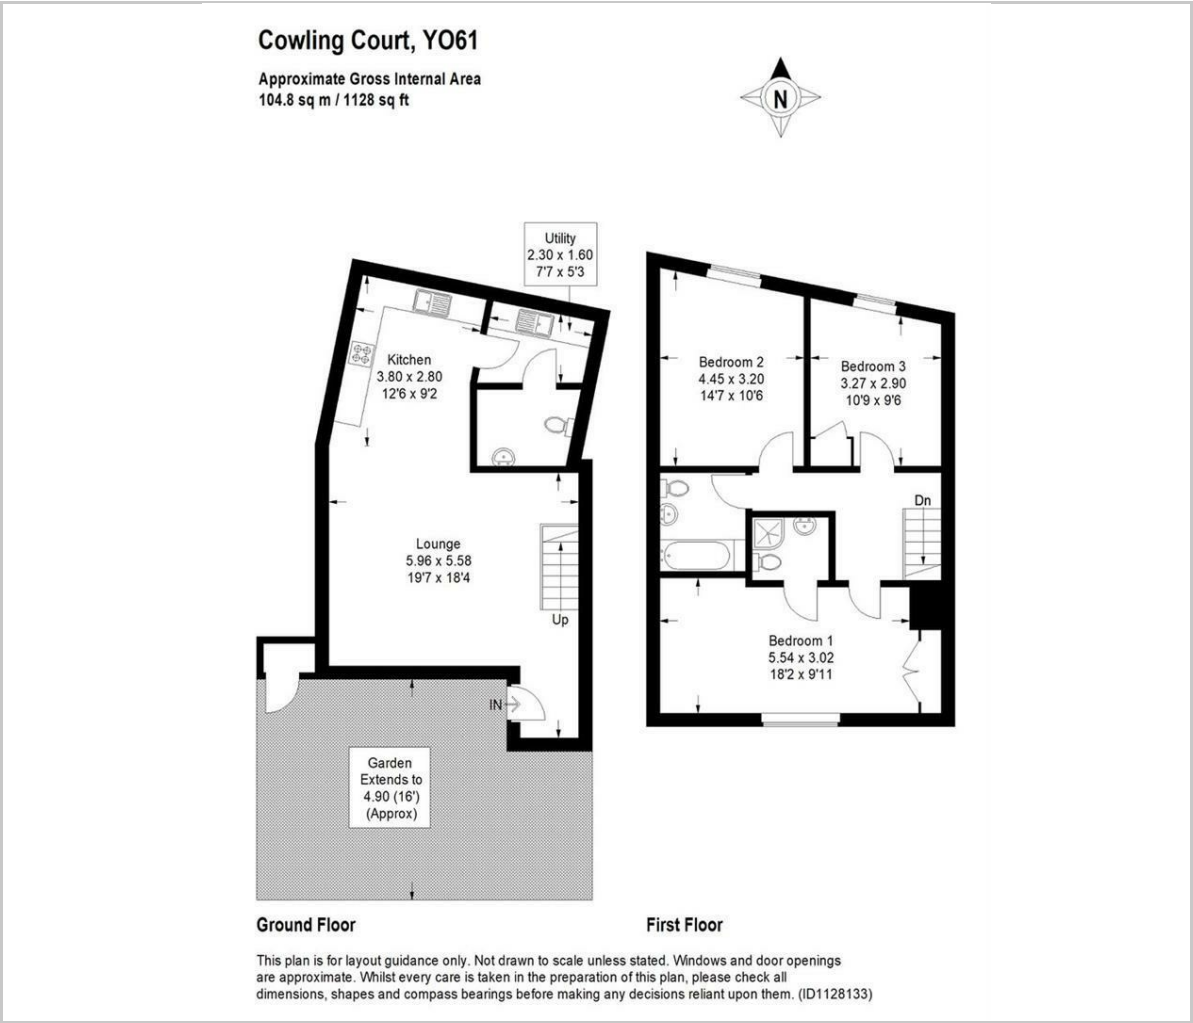 Cowling Court, YO61
Approximate Gross Internal Area
104.8 sq m / 1128 sq ft
N
Utility
2.30 x 1.60
7'7 x 5'3
Kitchen
3.80 x 2.80
12'6 x 9'2
Lounge
5.96 x 5.58
19'7 x 18'4
Up
IN
Garden
Extends to
4.90 (16')
(Approx)
Bedroom 2
4.45 x 3.20
14'7 x 10'6
Bedroom 3
3.27 x 2.90
10'9 x 9'6
Dn
Bedroom 1
5.54 x 3.02
18'2 x 9'11
Ground Floor
First Floor
This plan is for layout guidance only. Not drawn to scale unless stated. Windows and door openings
are approximate. Whilst every care is taken in the preparation of this plan, please check all
dimensions, shapes and compass bearings before making any decisions reliant upon them. (ID1128133)